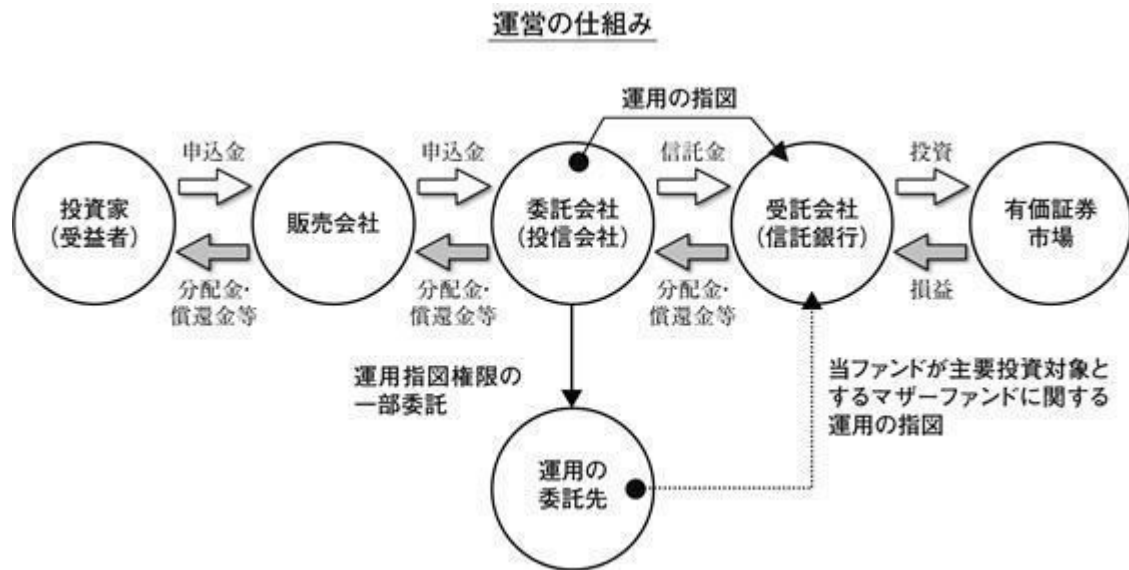 運営の仕組み
運用の指図
申込金
申込金
信託金
投資
投資家
(受益者)
販売会社
委託会社
(投信会社)
受託会社
(信託銀行)
有価証券
市場
分配金・
償還金等
分配金・
償還金等
分配金・
償還金等
損益
運用指図権限の
一部委託
当ファンドが主要投資対象と
するマザーファンドに関する
運用の指図
運用の
委託先